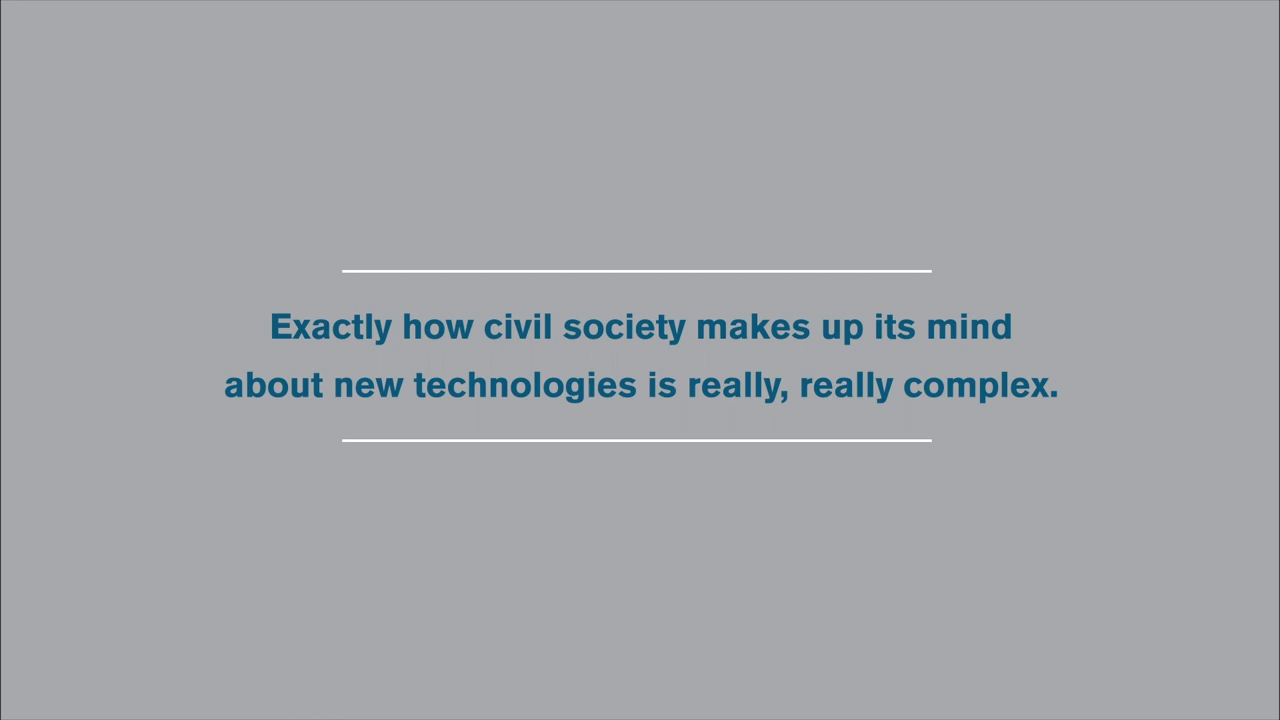 Exactly how civil society makes up its mind
about new technologies is really, really complex.